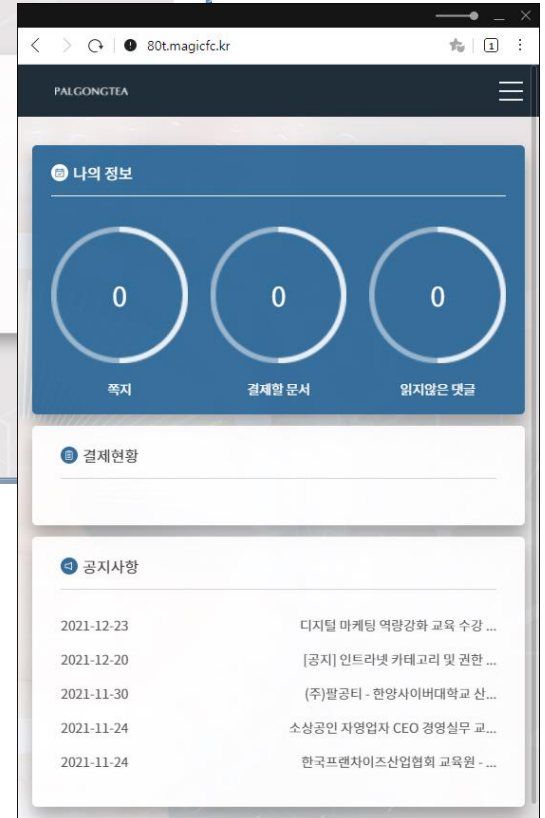 80t.magicfc.kr
1
PALGONGTEA
나의 정보
0 0 0
쪽지 결제할 문서 읽지않은 댓글
결제현황
공지사항
2021-12-23 디지털 마케팅 역량강화 교육 수강 ...
2021-12-20 [공지] 인트라넷 카테고리 및 권한 ...
2021-11-30 (주)팔공티 - 한양사이버대학교 산...
2021-11-24 소상공인 자영업자 CEO 경영실무 교...
2021-11-24 한국프랜차이즈산업협회 교육원 - ...